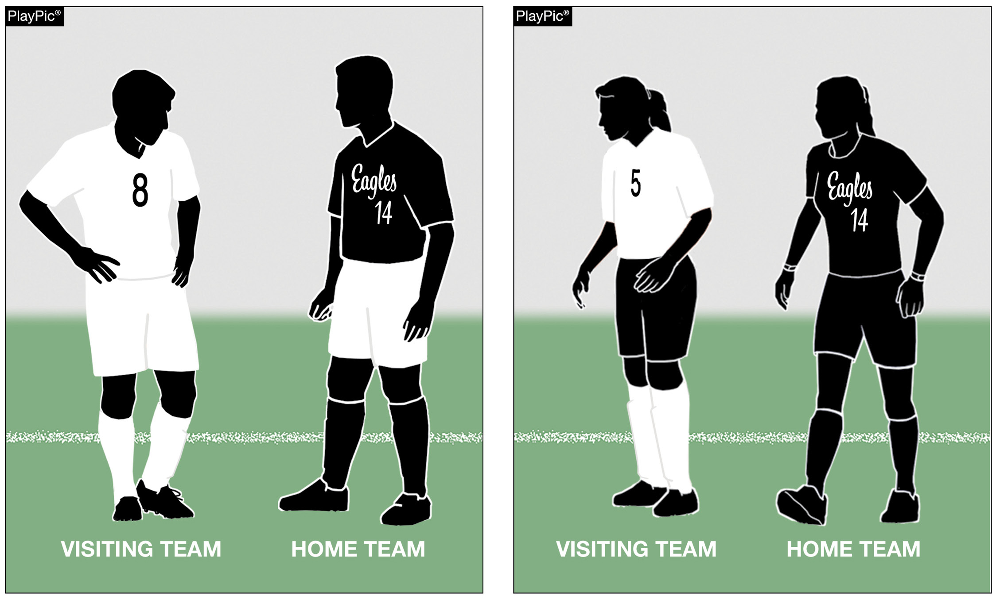 PlayPic®
8
Eagles
14
VISITING TEAM
HOME TEAM
PlayPic®
5
Eagles
14
VISITING TEAM
HOME TEAM